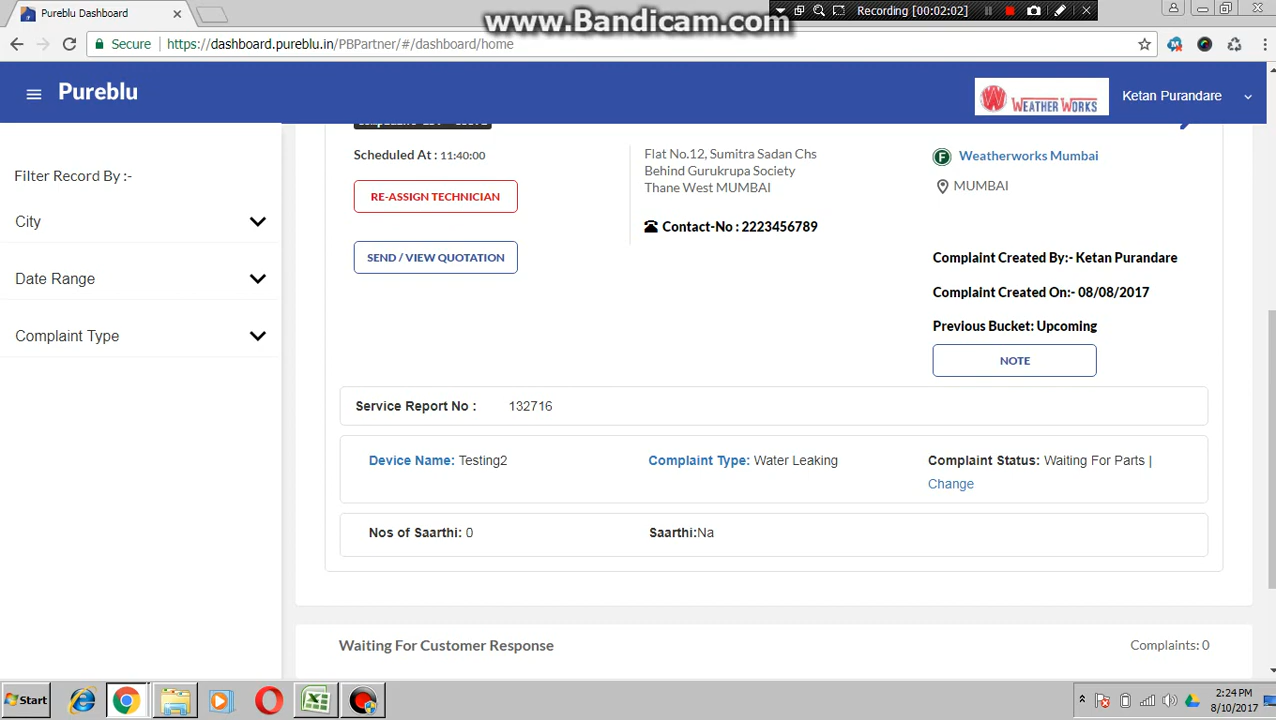 Pureblu Dashboard
www.Bandicam.com
Recording [00:02:02]
Secure https://dashboard.pureblu.in/PBPartner/#/dashboard/home
Pureblu
WEATHER WORKS
Ketan Purandare
Filter Record By :-
City
Date Range
Complaint Type
Scheduled At : 11:40:00
RE-ASSIGN TECHNICIAN
SEND / VIEW QUOTATION
Flat No.12, Sumitra Sadan Chs
Behind Gurukrupa Society
Thane West MUMBAI
Contact-No : 2223456789
F Weatherworks Mumbai
MUMBAI
Complaint Created By:- Ketan Purandare
Complaint Created On:- 08/08/2017
Previous Bucket: Upcoming
NOTE
Service Report No : 132716
Device Name: Testing2
Complaint Type: Water Leaking
Complaint Status: Waiting For Parts |
Change
Nos of Saarthi: 0
Saarthi:Na
Waiting For Customer Response
Complaints: 0
Start
2:24 PM
8/10/2017